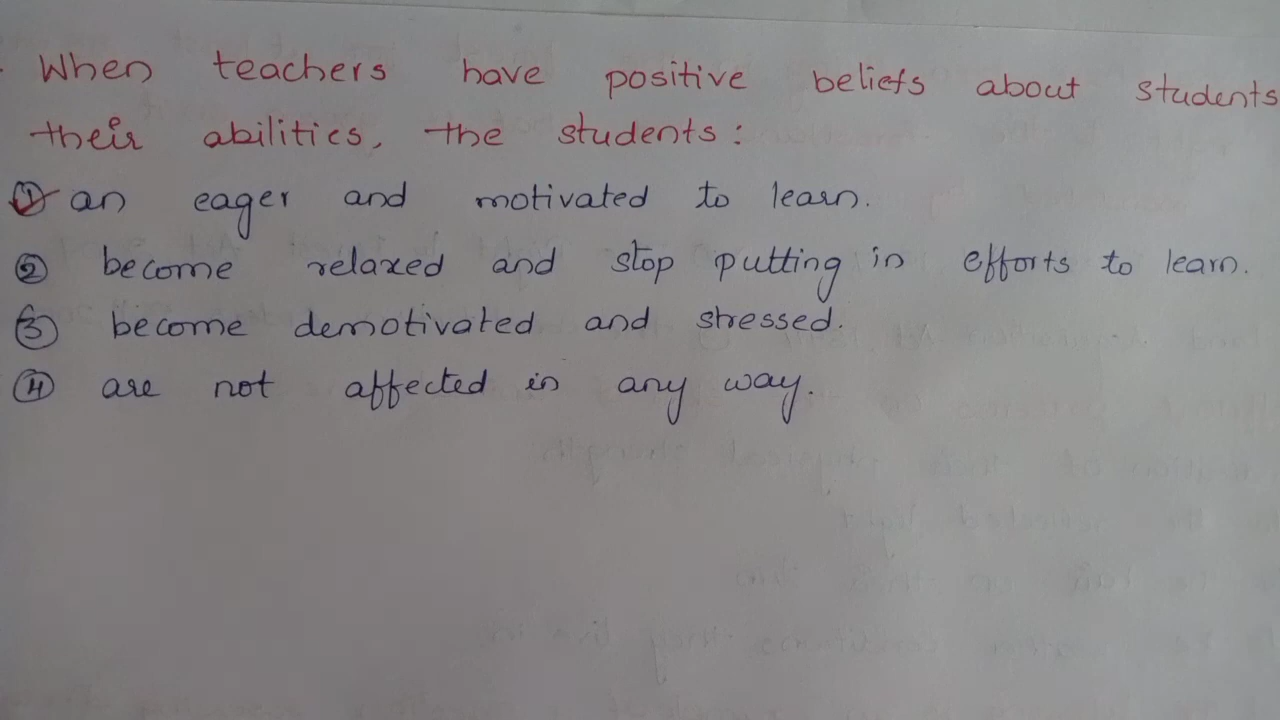 When teachers have positive beliefs about students
their abilities, the students:
① an eager and motivated to learn.
② become relaxed and stop putting in efforts to learn.
③ become demotivated and stressed.
④ are not affected in any way.